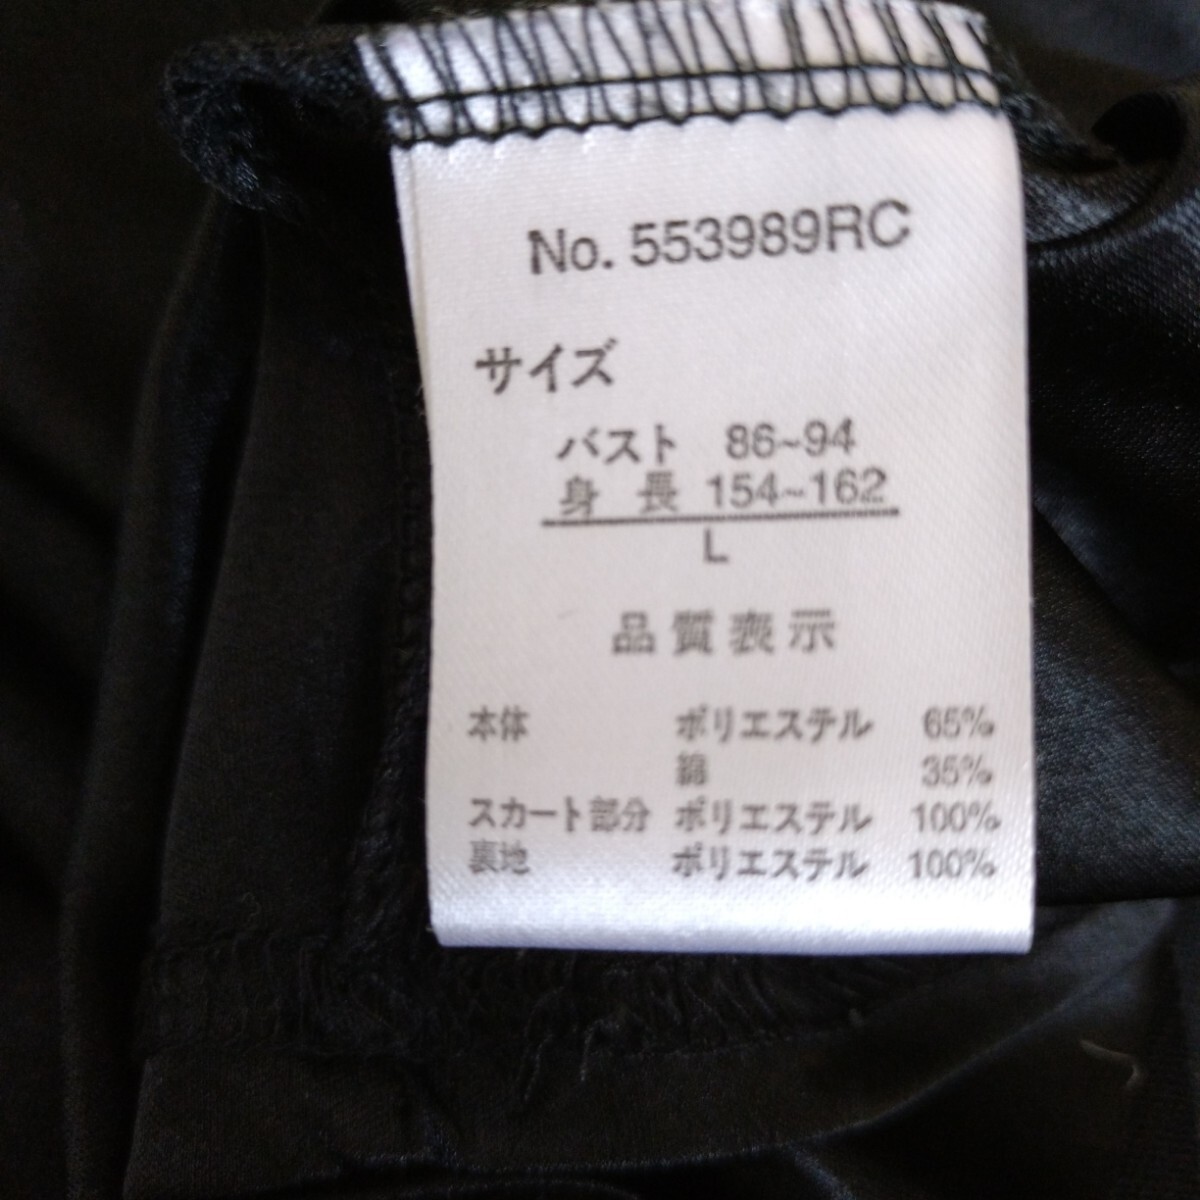 No. 553989RC
サイズ
バスト 86~94
身 長 154~162
L
品質表示
本体 ポリエステル 65%
綿 35%
スカート部分 ポリエステル 100%
裏地 ポリエステル 100%